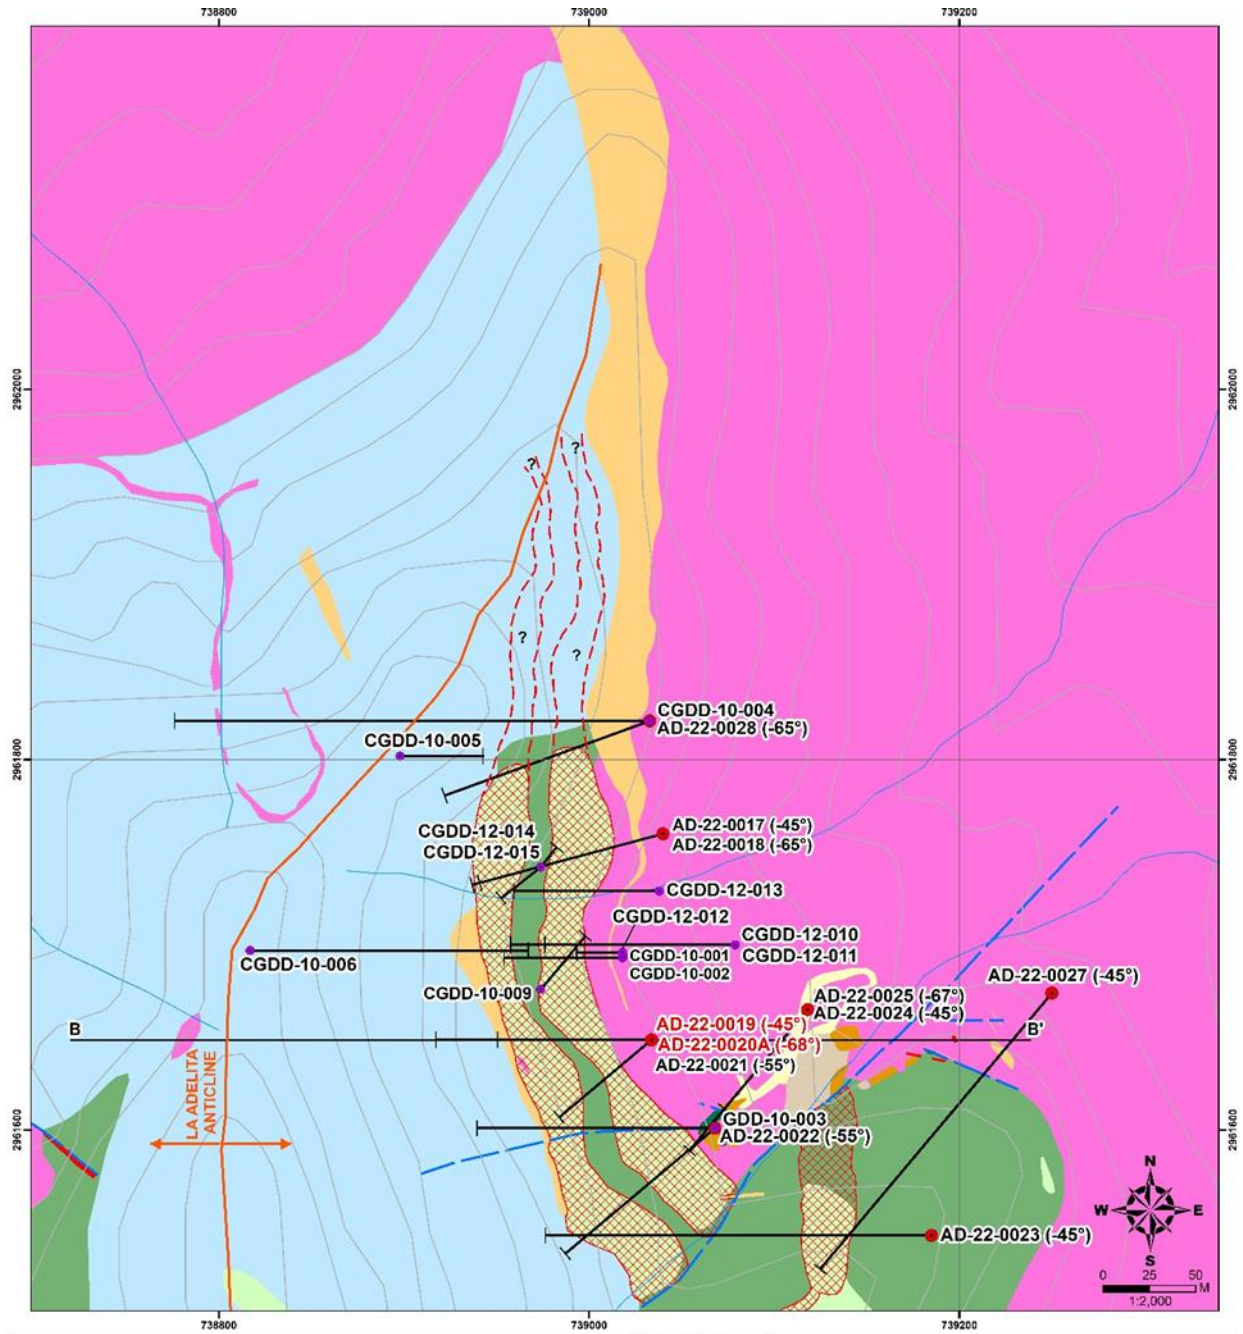 738800
739000
739200
2962000
2962000
?
?
?
?
CGDD-10-004
AD-22-0028 (-65°)
CGDD-10-005
2961800
2961800
AD-22-0017 (-45°)
AD-22-0018 (-65°)
CGDD-12-014
CGDD-12-015
CGDD-12-013
CGDD-12-012
CGDD-12-010
CGDD-12-011
CGDD-10-001
CGDD-10-002
CGDD-10-006
CGDD-10-009
AD-22-0027 (-45°)
AD-22-0025 (-67°)
AD-22-0024 (-45°)
B
B'
AD-22-0019 (-45°)
AD-22-0020A (-68°)
AD-22-0021 (-55°)
LA ADELITA
ANTICLINE
GDD-10-003
AD-22-0022 (-55°)
2961600
2961600
AD-22-0023 (-45°)
N
W
E
S
0 25 50
M
1:2,000
738800
739000
739200